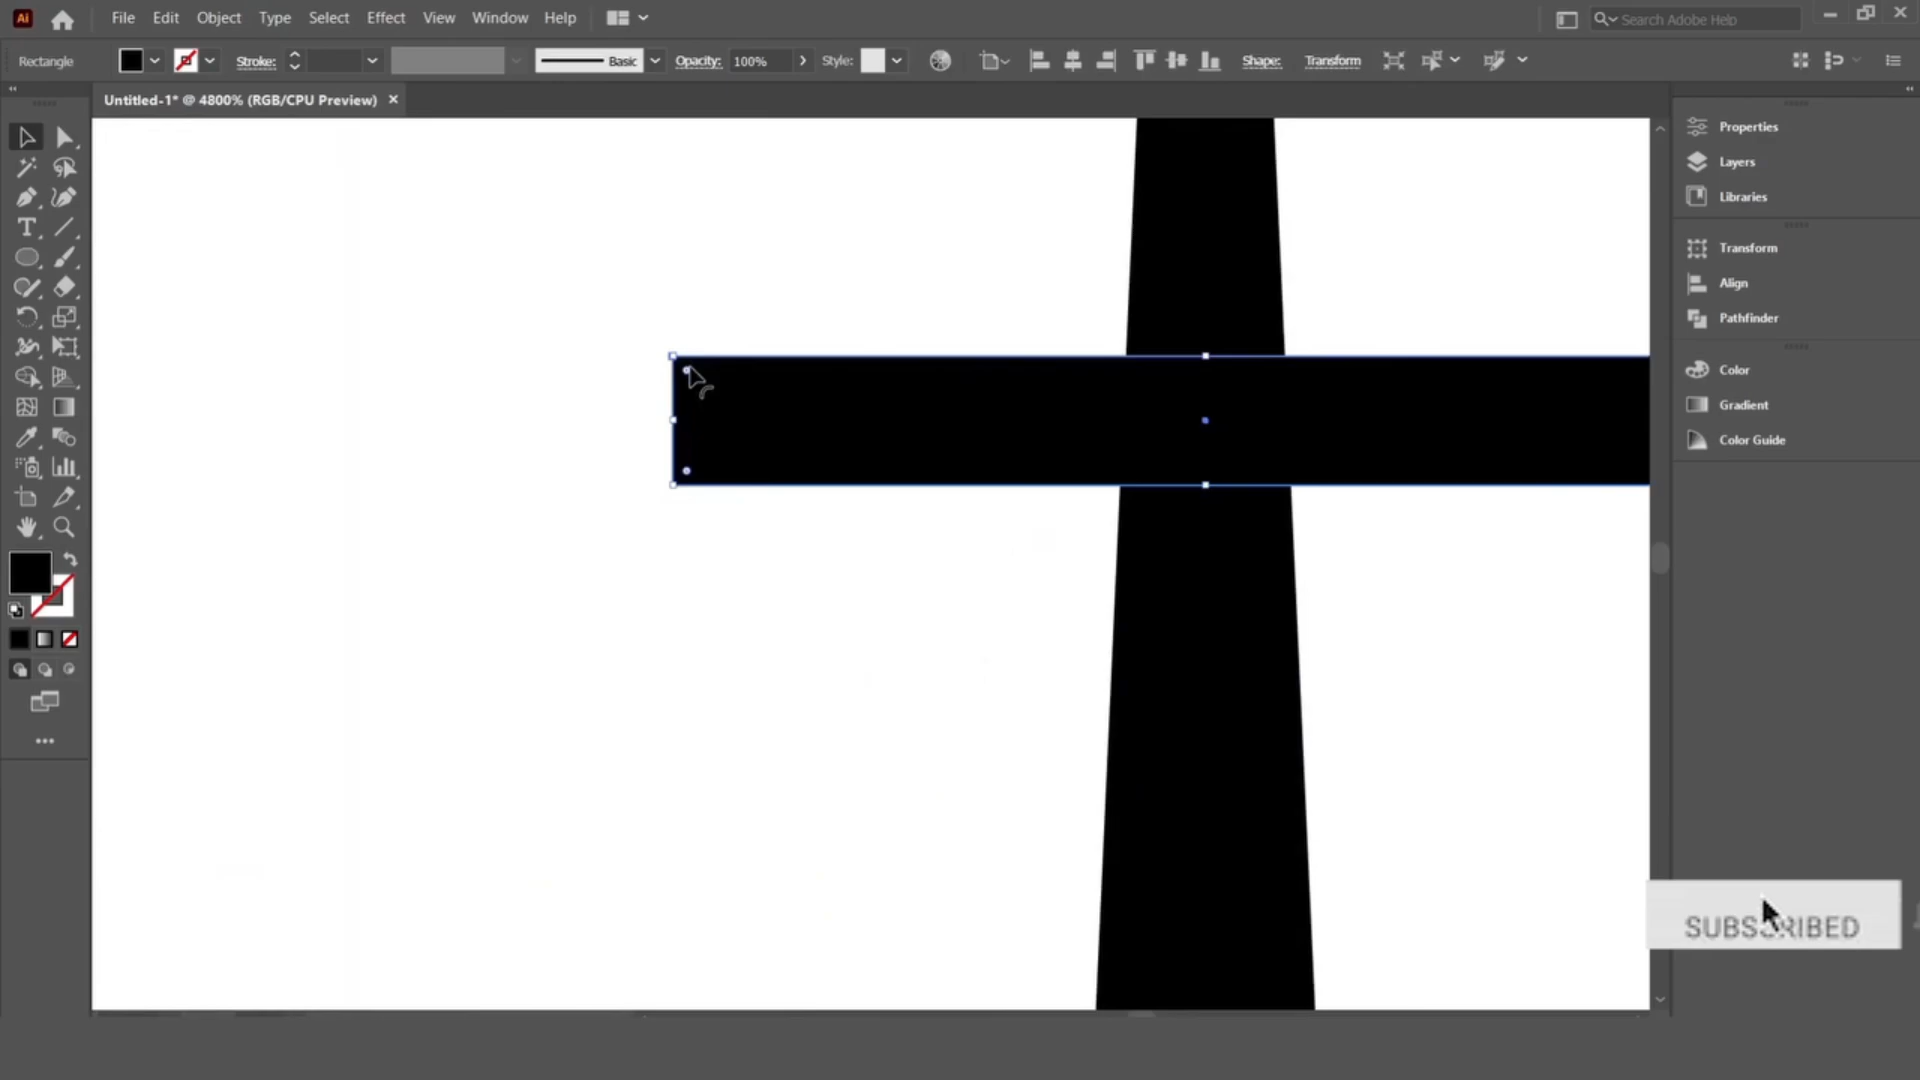 Ai
File Edit Object Type Select Effect View Window Help
Search Adobe Help
Rectangle Stroke: Basic Opacity: 100% Style: Shape: Transform
Untitled-1* @ 4800% (RGB/CPU Preview) ×
Properties
Layers
Libraries
Transform
Align
Pathfinder
Color
Gradient
Color Guide
SUBSCRIBED